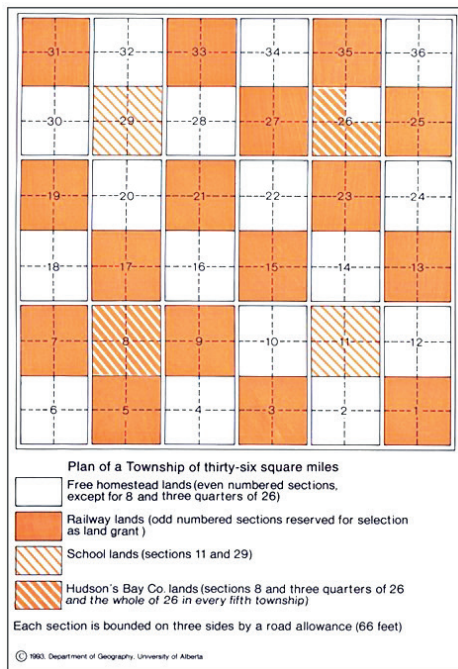 31 32 33 34 35 36
30 29 28 27 26 25
19 20 21 22 23 24
18 17 16 15 14 13
7 8 9 10 11 12
6 5 4 3 2 1
Plan of a Township of thirty-six square miles
Free homestead lands (even numbered sections,
except for 8 and three quarters of 26)
Railway lands (odd numbered sections reserved for selection
as land grant)
School lands (sections 11 and 29)
Hudson's Bay Co. lands (sections 8 and three quarters of 26
and the whole of 26 in every fifth township)
Each section is bounded on three sides by a road allowance (66 feet)
© 1993, Department of Geography, University of Alberta